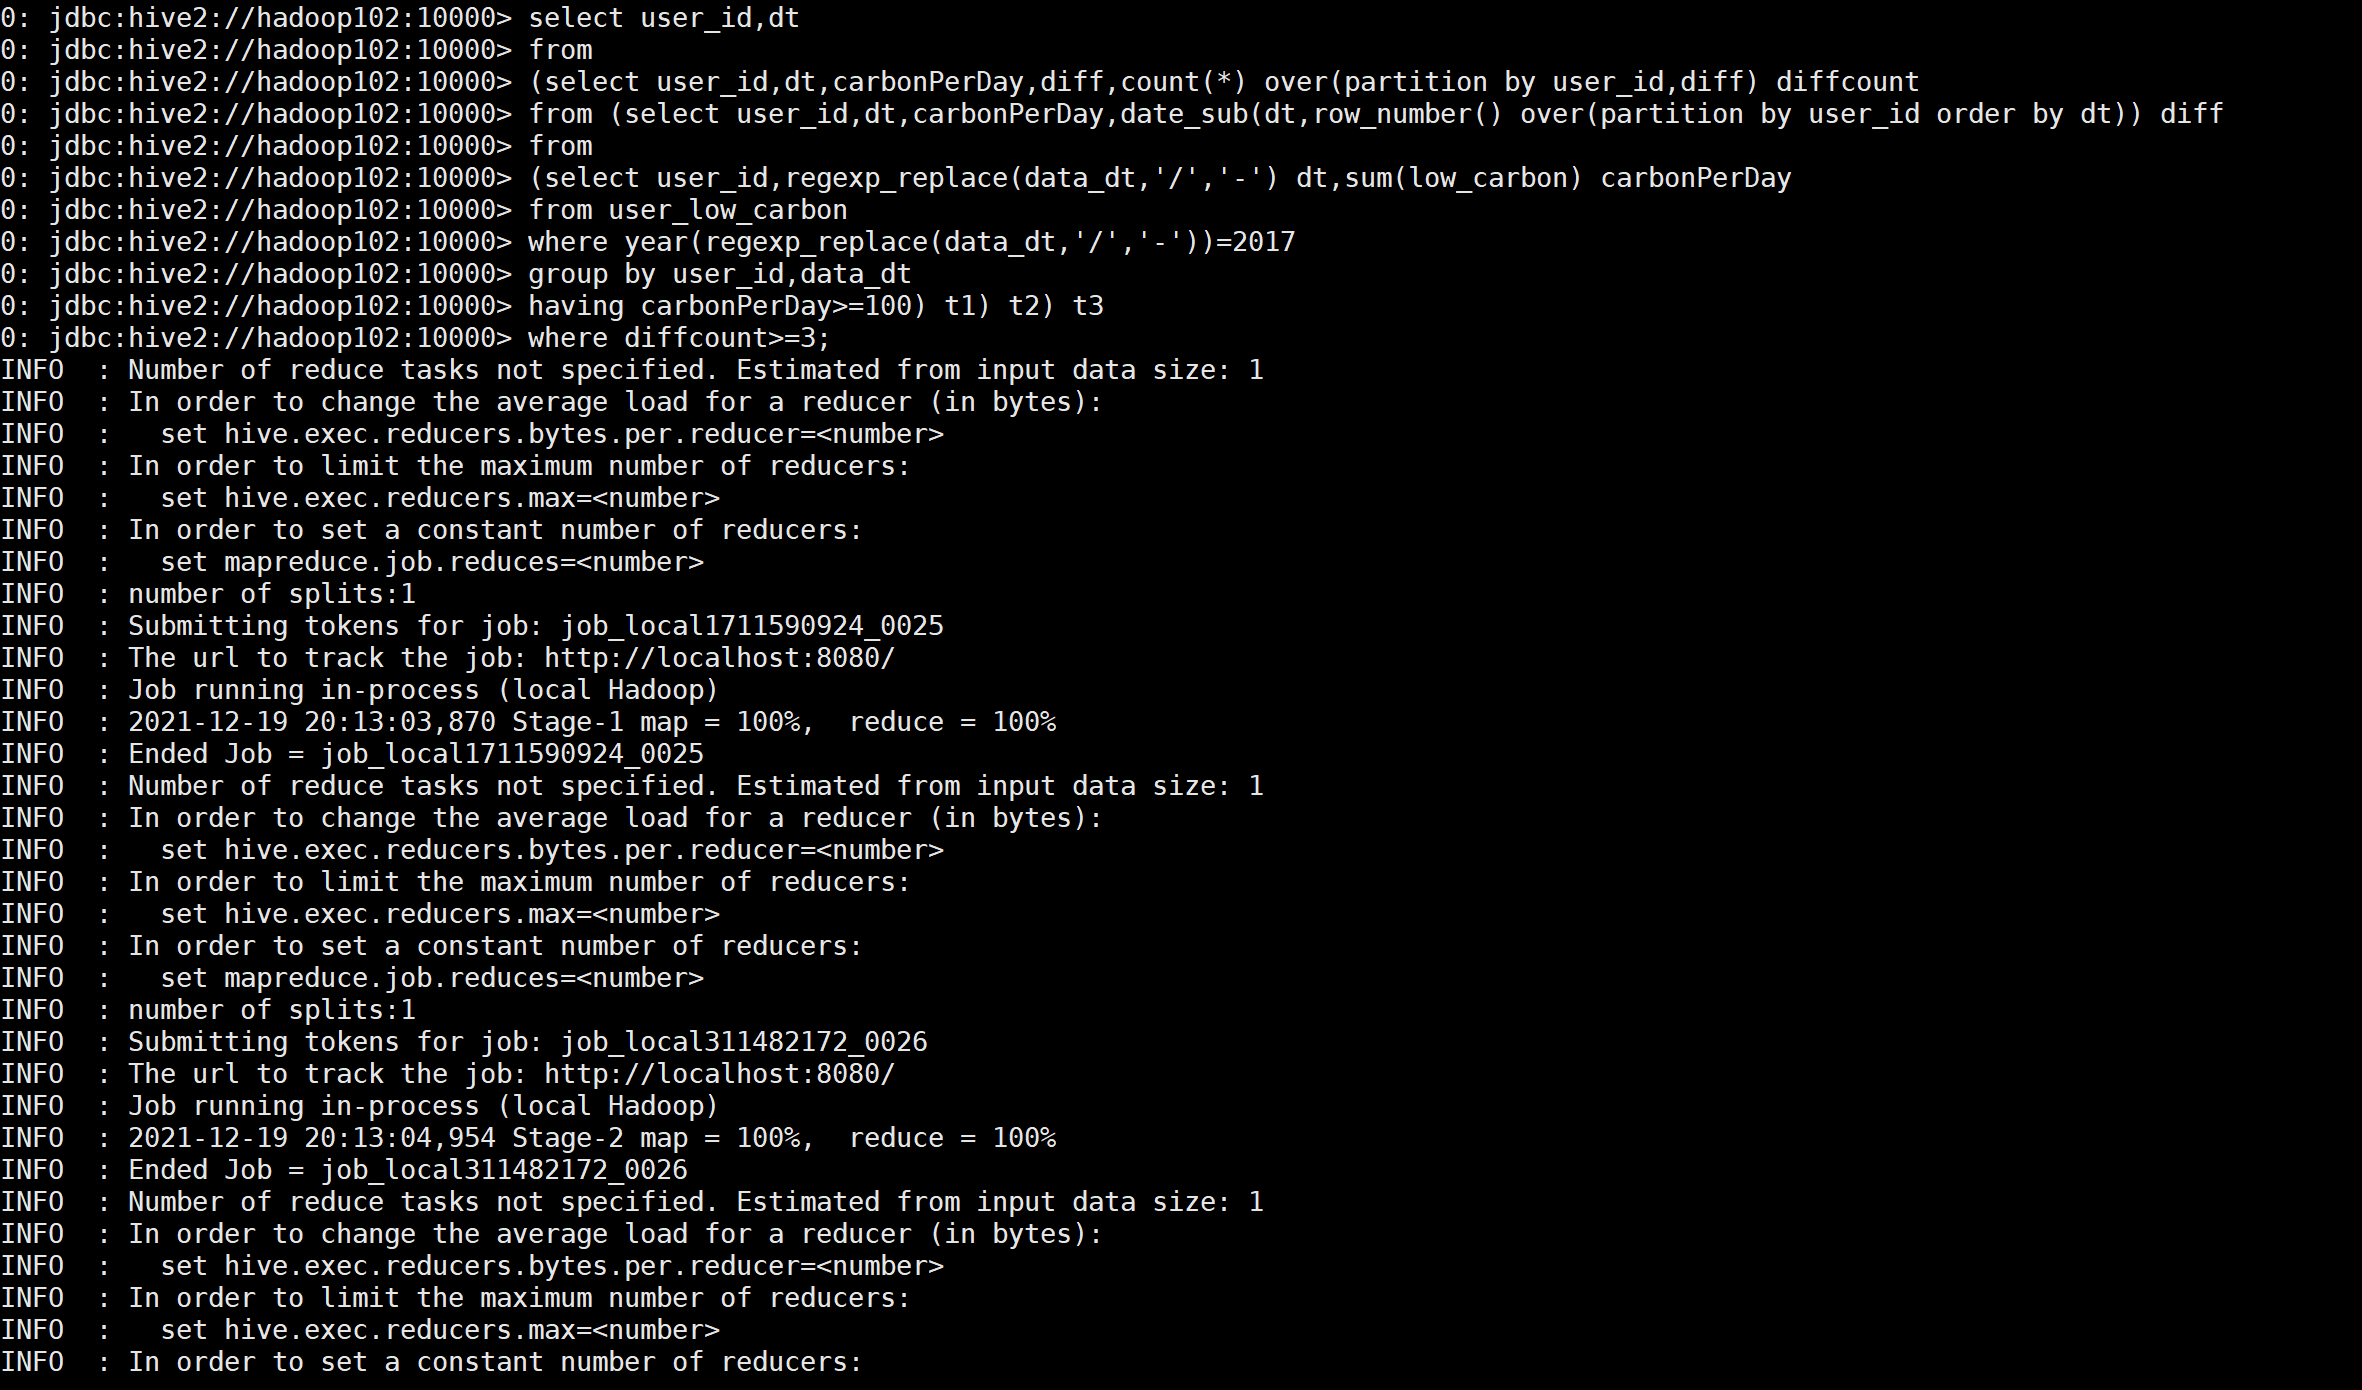 0: jdbc:hive2://hadoop102:10000> select user_id,dt
0: jdbc:hive2://hadoop102:10000> from
0: jdbc:hive2://hadoop102:10000> (select user_id,dt,carbonPerDay,diff,count(*) over(partition by user_id,diff) diffcount
0: jdbc:hive2://hadoop102:10000> from (select user_id,dt,carbonPerDay,date_sub(dt,row_number() over(partition by user_id order by dt)) diff
0: jdbc:hive2://hadoop102:10000> from
0: jdbc:hive2://hadoop102:10000> (select user_id,regexp_replace(data_dt,'/','-') dt,sum(low_carbon) carbonPerDay
0: jdbc:hive2://hadoop102:10000> from user_low_carbon
0: jdbc:hive2://hadoop102:10000> where year(regexp_replace(data_dt,'/','-'))=2017
0: jdbc:hive2://hadoop102:10000> group by user_id,data_dt
0: jdbc:hive2://hadoop102:10000> having carbonPerDay>=100) t1) t2) t3
0: jdbc:hive2://hadoop102:10000> where diffcount>=3;
INFO  : Number of reduce tasks not specified. Estimated from input data size: 1
INFO  : In order to change the average load for a reducer (in bytes):
INFO  :   set hive.exec.reducers.bytes.per.reducer=<number>
INFO  : In order to limit the maximum number of reducers:
INFO  :   set hive.exec.reducers.max=<number>
INFO  : In order to set a constant number of reducers:
INFO  :   set mapreduce.job.reduces=<number>
INFO  : number of splits:1
INFO  : Submitting tokens for job: job_local1711590924_0025
INFO  : The url to track the job: http://localhost:8080/
INFO  : Job running in-process (local Hadoop)
INFO  : 2021-12-19 20:13:03,870 Stage-1 map = 100%,  reduce = 100%
INFO  : Ended Job = job_local1711590924_0025
INFO  : Number of reduce tasks not specified. Estimated from input data size: 1
INFO  : In order to change the average load for a reducer (in bytes):
INFO  :   set hive.exec.reducers.bytes.per.reducer=<number>
INFO  : In order to limit the maximum number of reducers:
INFO  :   set hive.exec.reducers.max=<number>
INFO  : In order to set a constant number of reducers:
INFO  :   set mapreduce.job.reduces=<number>
INFO  : number of splits:1
INFO  : Submitting tokens for job: job_local311482172_0026
INFO  : The url to track the job: http://localhost:8080/
INFO  : Job running in-process (local Hadoop)
INFO  : 2021-12-19 20:13:04,954 Stage-2 map = 100%,  reduce = 100%
INFO  : Ended Job = job_local311482172_0026
INFO  : Number of reduce tasks not specified. Estimated from input data size: 1
INFO  : In order to change the average load for a reducer (in bytes):
INFO  :   set hive.exec.reducers.bytes.per.reducer=<number>
INFO  : In order to limit the maximum number of reducers:
INFO  :   set hive.exec.reducers.max=<number>
INFO  : In order to set a constant number of reducers: